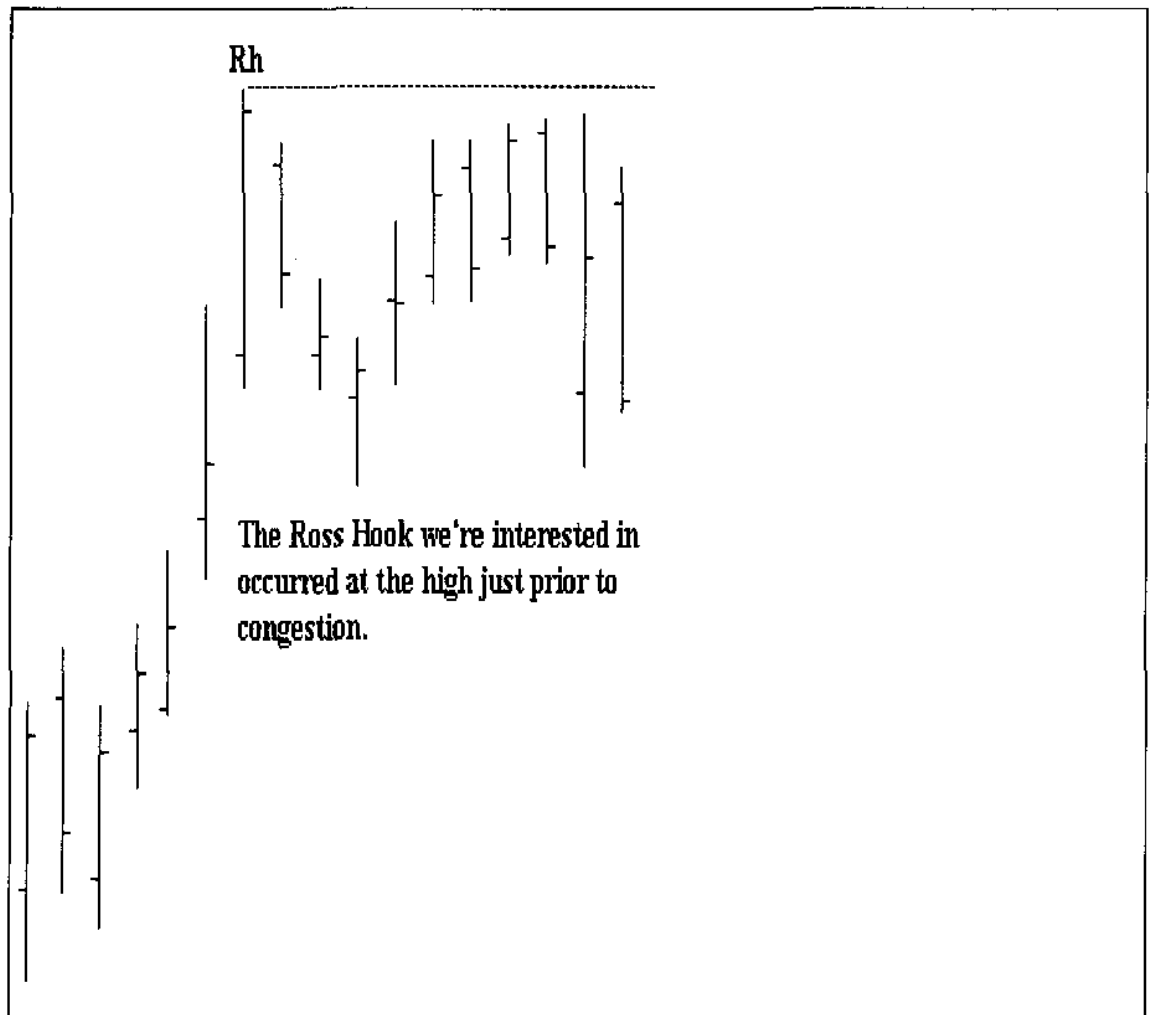 Rh
The Ross Hook we're interested in
occurred at the high just prior to
congestion.